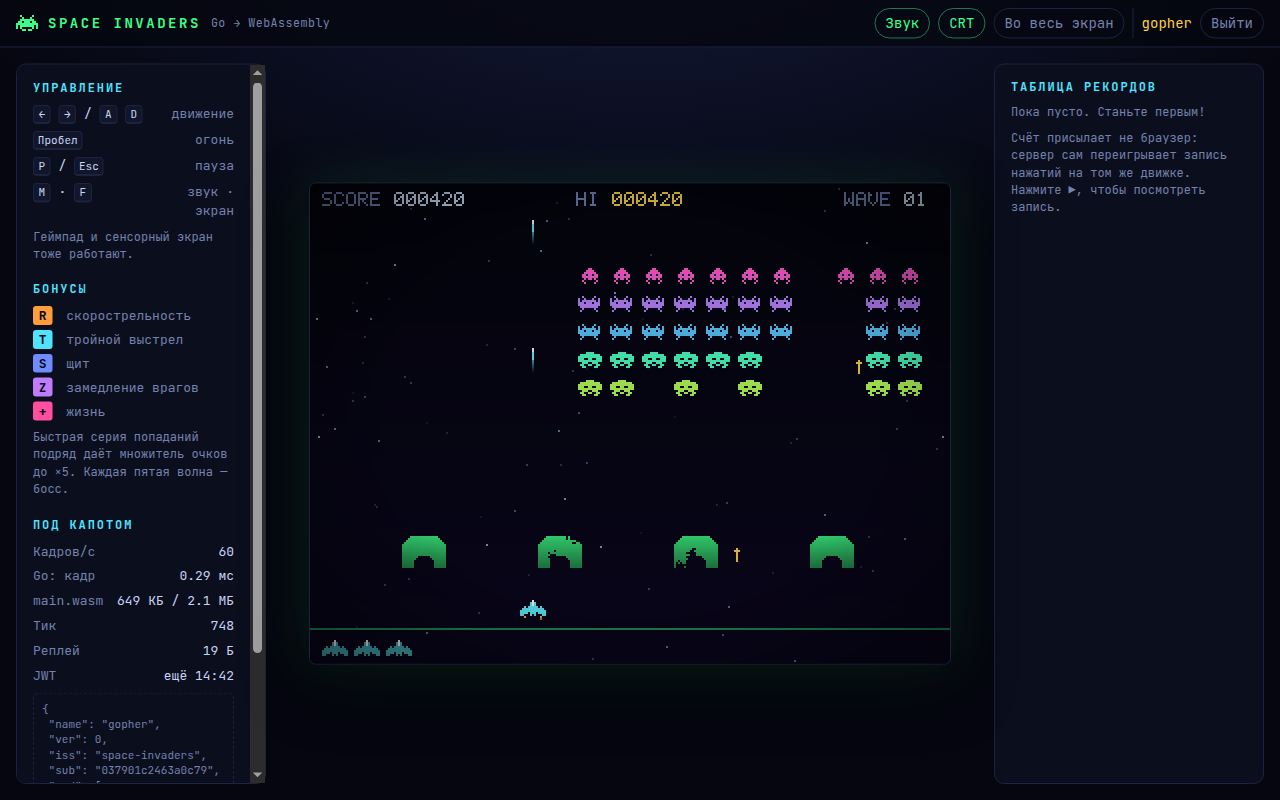 SPACE INVADERS Go → WebAssembly Звук CRT Во весь экран gopher Выйти
УПРАВЛЕНИЕ
← → / A D движение
Пробел огонь
P / Esc пауза
M · F звук ·
экран
Геймпад и сенсорный экран
тоже работают.
БОНУСЫ
R скорострельность
T тройной выстрел
S щит
Z замедление врагов
+ жизнь
Быстрая серия попаданий
подряд даёт множитель очков
до ×5. Каждая пятая волна —
босс.
ПОД КАПОТОМ
Кадров/с 60
Go: кадр 0.29 мс
main.wasm 649 КБ / 2.1 МБ
Тик 748
Реплей 19 Б
JWT ещё 14:42
{
"name": "gopher",
"ver": 0,
"iss": "space-invaders",
"sub": "037901c2463a0c79",
SCORE 000420 HI 000420 WAVE 01
ТАБЛИЦА РЕКОРДОВ
Пока пусто. Станьте первым!
Счёт присылает не браузер:
сервер сам переигрывает запись
нажатий на том же движке.
Нажмите ▶, чтобы посмотреть
запись.